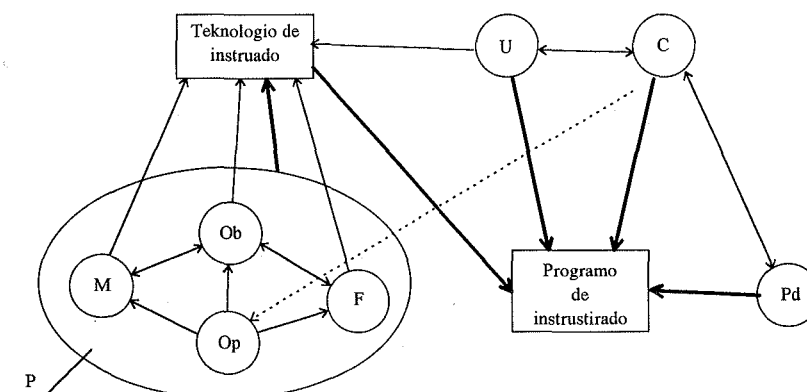 Teknologio de
instruado
U
C
Ob
M
F
Op
Programo
de
instrustirado
Pd
P